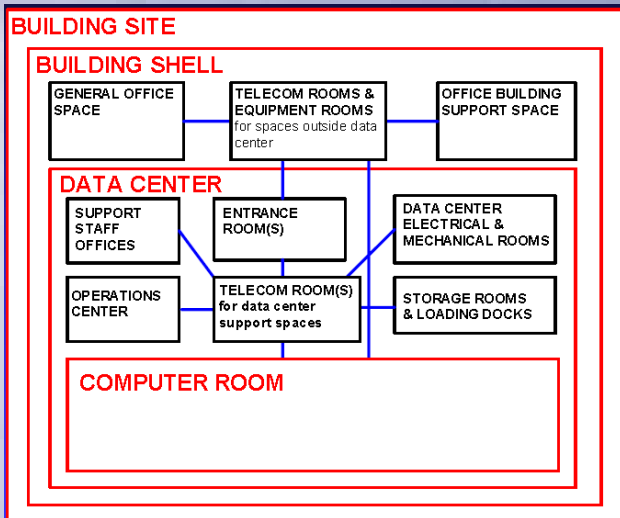 BUILDING SITE
BUILDING SHELL
GENERAL OFFICE
SPACE
TELECOM ROOMS &
EQUIPMENT ROOMS
for spaces outside data
center
OFFICE BUILDING
SUPPORT SPACE
DATA CENTER
SUPPORT
STAFF
OFFICES
ENTRANCE
ROOM(S)
DATA CENTER
ELECTRICAL &
MECHANICAL ROOMS
OPERATIONS
CENTER
TELECOM ROOM(S)
for data center
support spaces
STORAGE ROOMS
& LOADING DOCKS
COMPUTER ROOM